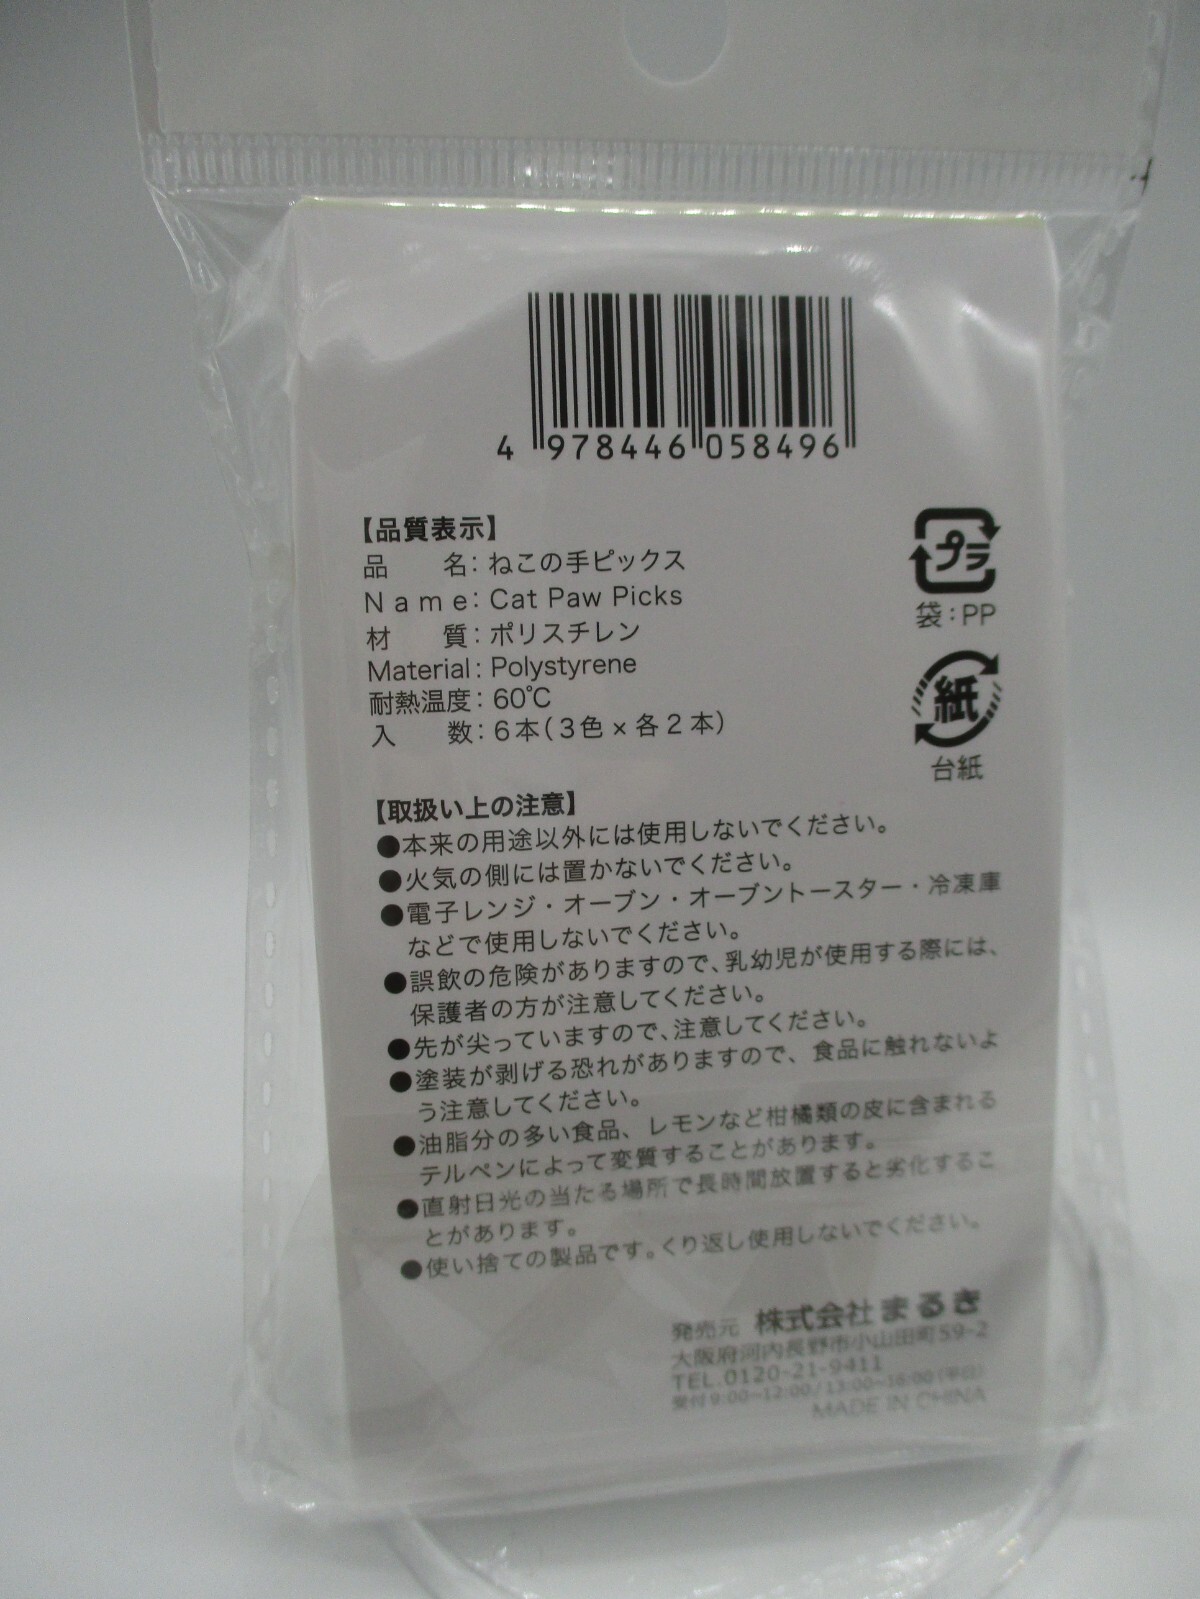 4 978446 058496
【品質表示】
品　　名：ねこの手ピックス
Name：Cat Paw Picks
材　　質：ポリスチレン
Material：Polystyrene
耐熱温度：60℃
入　　数：6本（3色×各2本）
プラ
袋：PP
紙
台紙
【取扱い上の注意】
●本来の用途以外には使用しないでください。
●火気の側には置かないでください。
●電子レンジ・オーブン・オーブントースター・冷凍庫
などで使用しないでください。
●誤飲の危険がありますので、乳幼児が使用する際には、
保護者の方が注意してください。
●先が尖っていますので、注意してください。
●塗装が剥げる恐れがありますので、食品に触れないよ
う注意してください。
●油脂分の多い食品、レモンなど柑橘類の皮に含まれる
テルペンによって変質することがあります。
●直射日光の当たる場所で長時間放置すると劣化するこ
とがあります。
●使い捨ての製品です。くり返し使用しないでください。
発売元 株式会社まるき
大阪府河内長野市小山田町59-2
TEL.0120-21-9411
受付9:00~12:00/13:00~16:00（平日）
MADE IN CHINA